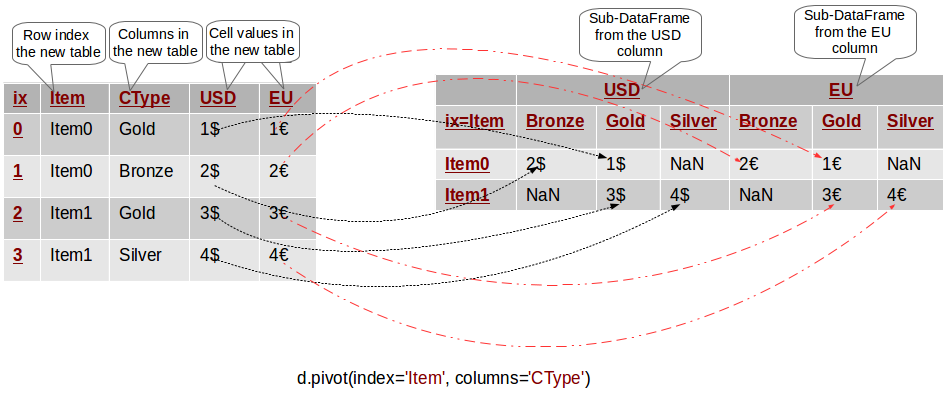 Row index
the new table
Columns in
the new table
Cell values in
the new table
Sub-DataFrame
from the USD
column
Sub-DataFrame
from the EU
column
ix Item CType USD EU
0 Item0 Gold 1$ 1€
1 Item0 Bronze 2$ 2€
2 Item1 Gold 3$ 3€
3 Item1 Silver 4$ 4€
USD EU
ix=Item Bronze Gold Silver Bronze Gold Silver
Item0 2$ 1$ NaN 2€ 1€ NaN
Item1 NaN 3$ 4$ NaN 3€ 4€
d.pivot(index='Item', columns='CType')